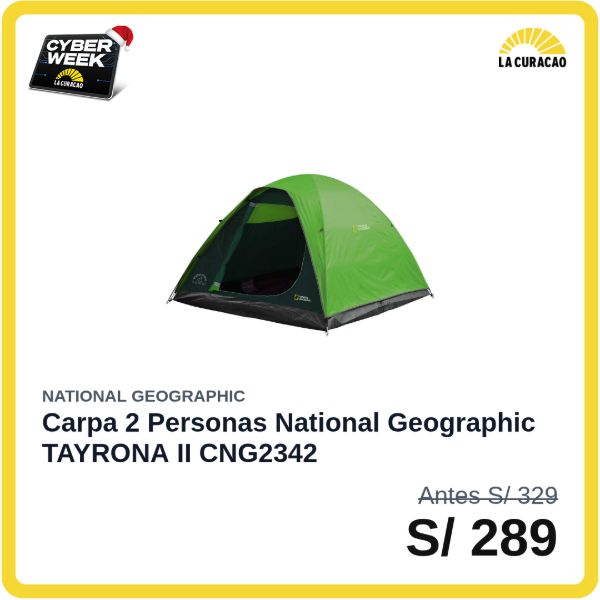 CYBER
WEEK
LA CURACAO
LA CURACAO
NATIONAL GEOGRAPHIC
Carpa 2 Personas National Geographic
TAYRONA II CNG2342
Antes S/ 329
S/ 289